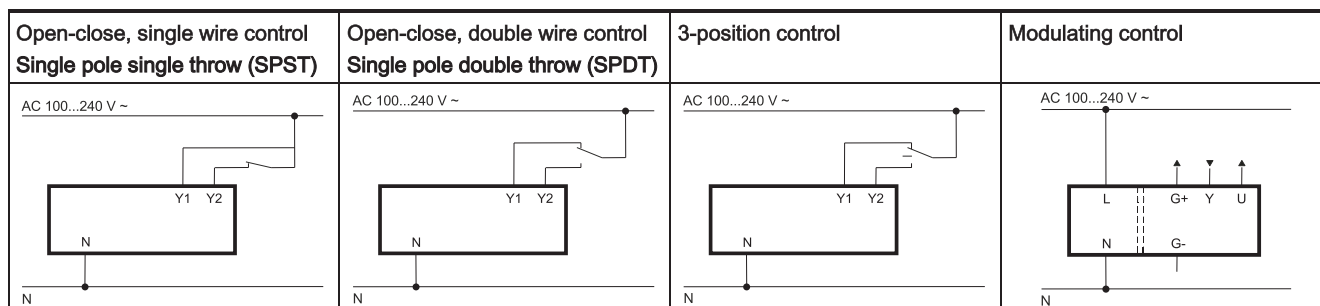 Open-close, single wire control
Single pole single throw (SPST)
Open-close, double wire control
Single pole double throw (SPDT)
3-position control
Modulating control
AC 100...240 V ~
Y1 Y2
N
N
AC 100...240 V ~
Y1 Y2
N
N
AC 100...240 V ~
Y1 Y2
N
N
AC 100...240 V ~
L G+ Y U
N G-
N